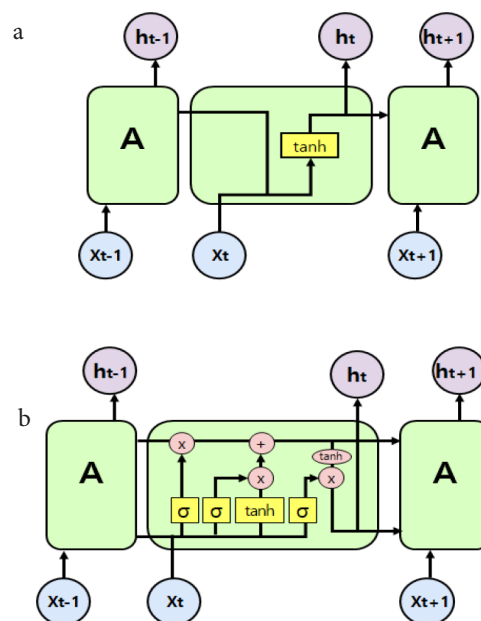 a
ht-1 ht ht+1
A A
tanh
Xt-1 Xt Xt+1
b
ht-1 ht ht+1
A x + tanh A
x x
σ σ tanh σ
Xt-1 Xt Xt+1